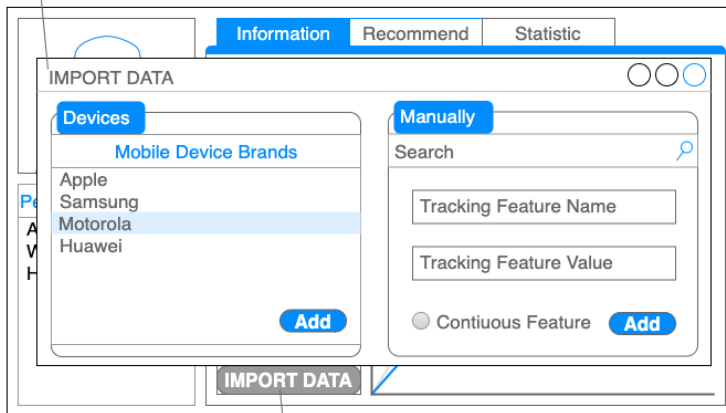 Information
Recommend
Statistic
IMPORT DATA
Devices
Mobile Device Brands
Apple
Samsung
Motorola
Huawei
Add
Manually
Search
Tracking Feature Name
Tracking Feature Value
Contiuous Feature
Add
IMPORT DATA